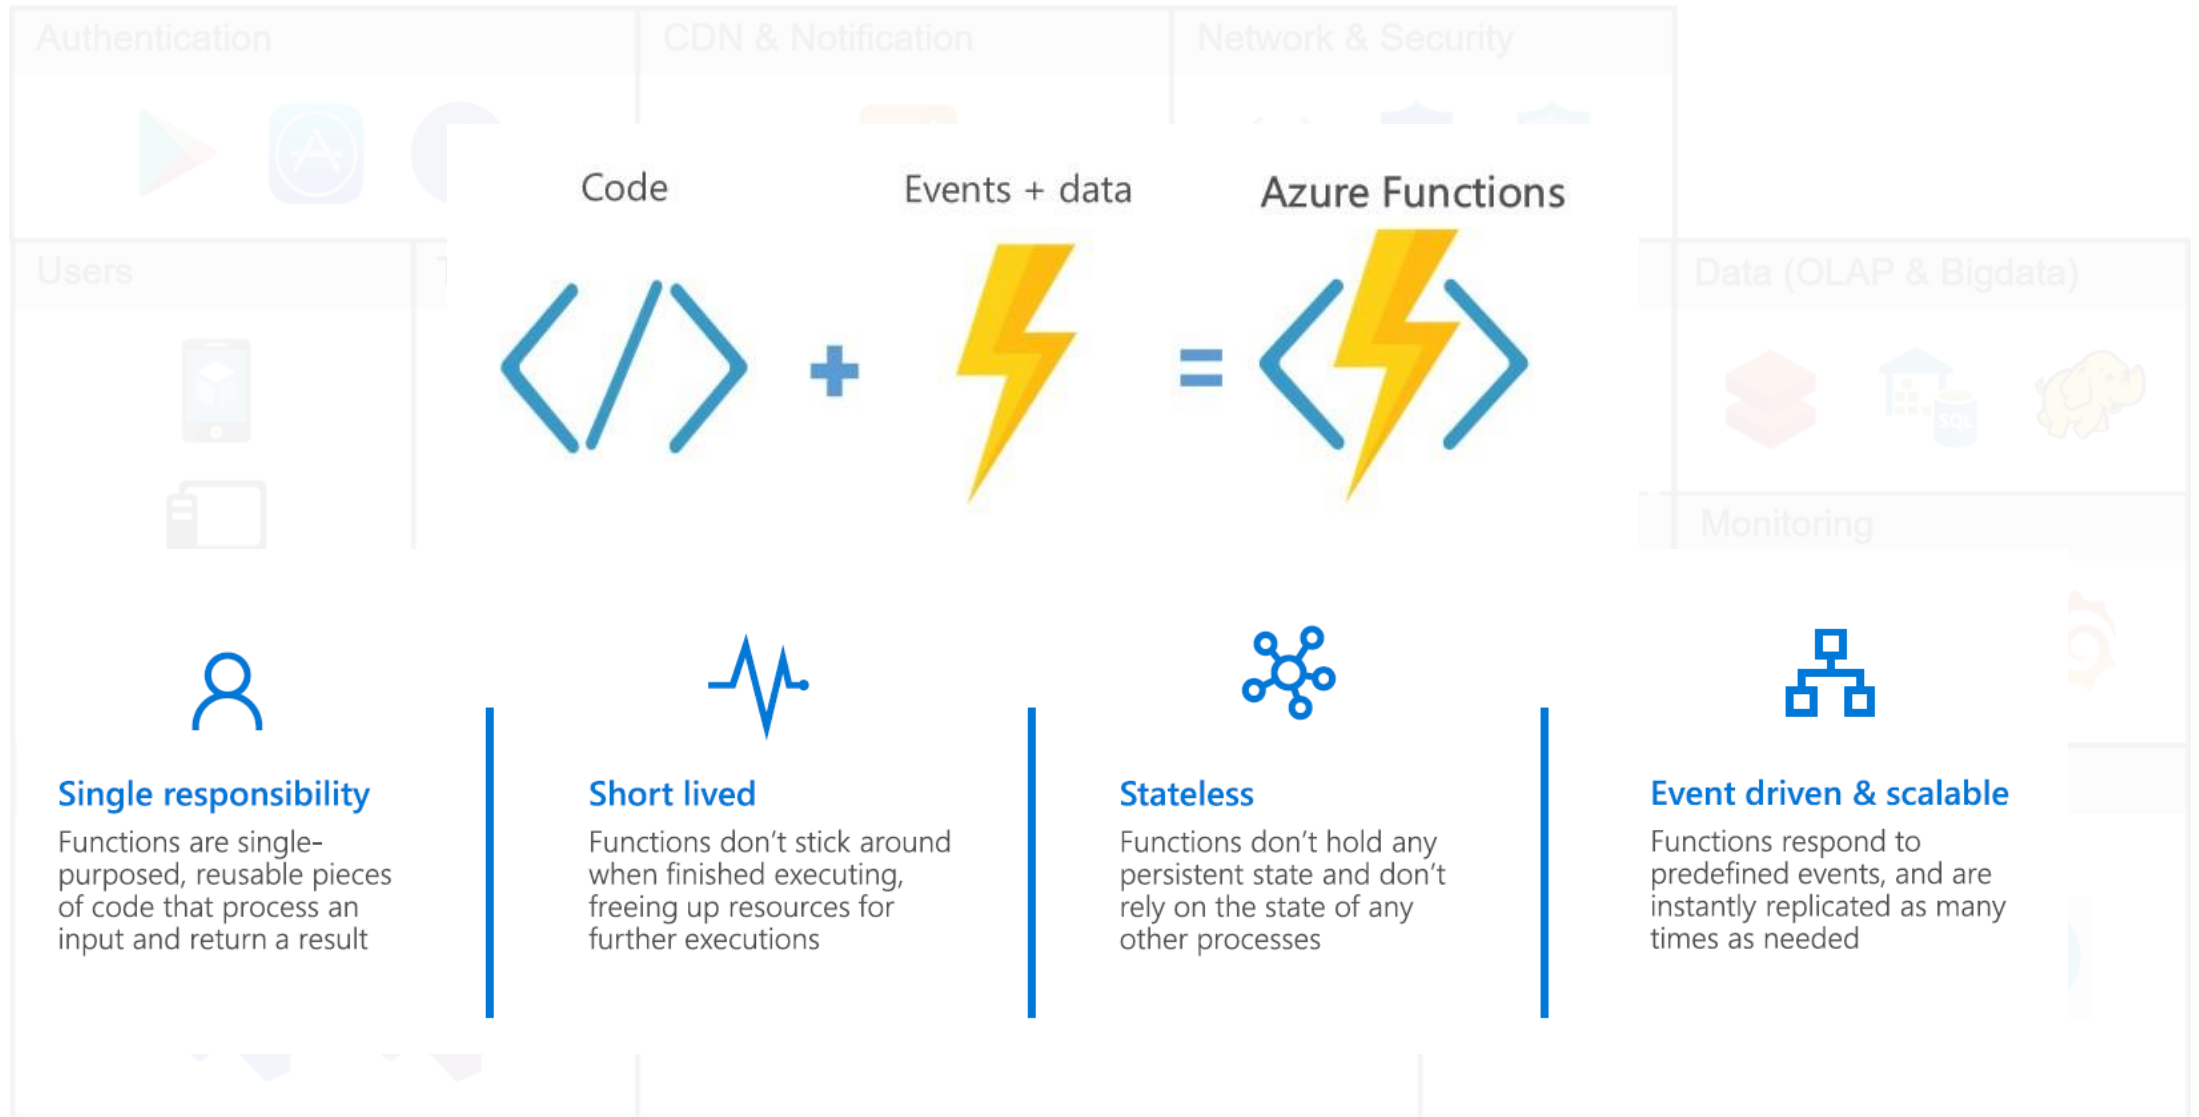 Authentication
CDN & Notification
Network & Security
Code
Events + data
Azure Functions
Users
Data (OLAP & Bigdata)
SQL
Monitoring
Single responsibility
Functions are single-
purposed, reusable pieces
of code that process an
input and return a result
Short lived
Functions don't stick around
when finished executing,
freeing up resources for
further executions
Stateless
Functions don't hold any
persistent state and don't
rely on the state of any
other processes
Event driven & scalable
Functions respond to
predefined events, and are
instantly replicated as many
times as needed